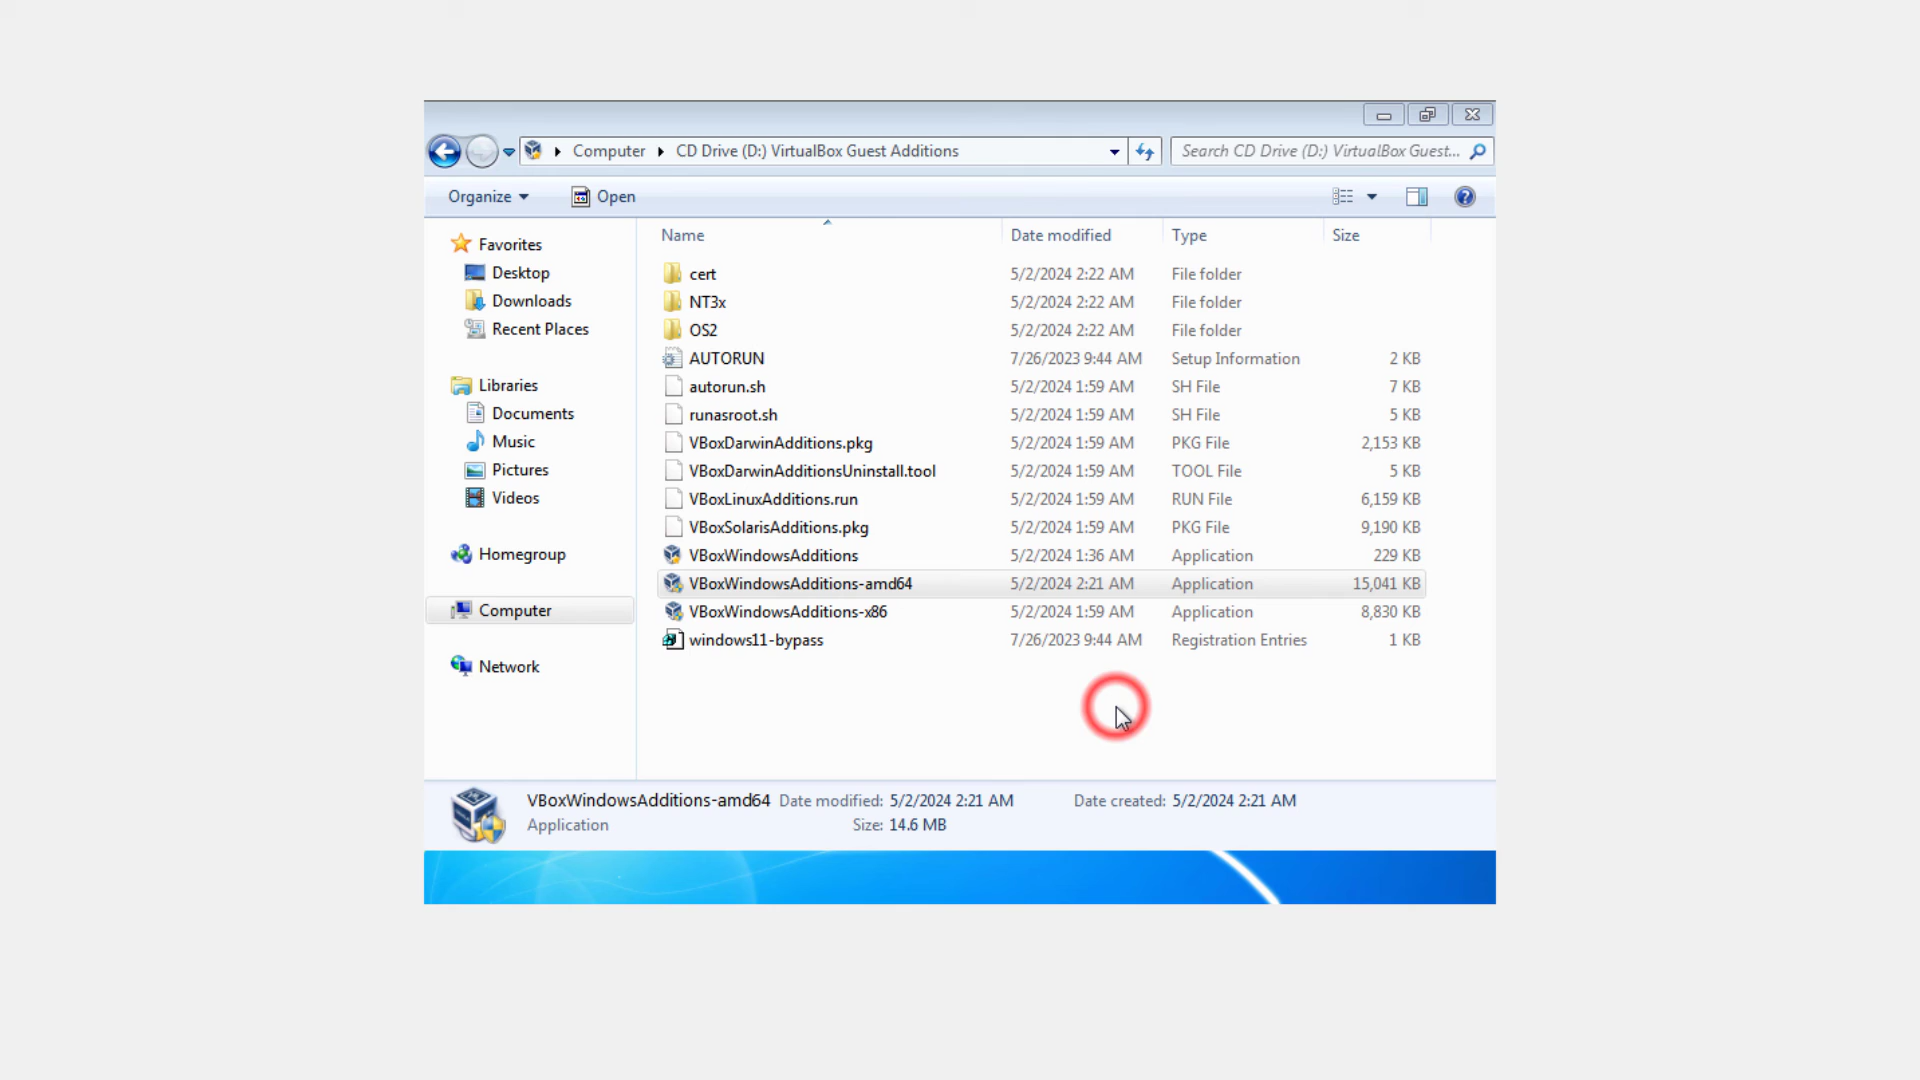 Computer CD Drive (D:) VirtualBox Guest Additions Search CD Drive (D:) VirtualBox Guest...
Organize Open
Name Date modified Type Size
Favorites
Desktop
Downloads
Recent Places
Libraries
Documents
Music
Pictures
Videos
Homegroup
Computer
Network
cert 5/2/2024 2:22 AM File folder
NT3x 5/2/2024 2:22 AM File folder
OS2 5/2/2024 2:22 AM File folder
AUTORUN 7/26/2023 9:44 AM Setup Information 2 KB
autorun.sh 5/2/2024 1:59 AM SH File 7 KB
runasroot.sh 5/2/2024 1:59 AM SH File 5 KB
VBoxDarwinAdditions.pkg 5/2/2024 1:59 AM PKG File 2,153 KB
VBoxDarwinAdditionsUninstall.tool 5/2/2024 1:59 AM TOOL File 5 KB
VBoxLinuxAdditions.run 5/2/2024 1:59 AM RUN File 6,159 KB
VBoxSolarisAdditions.pkg 5/2/2024 1:59 AM PKG File 9,190 KB
VBoxWindowsAdditions 5/2/2024 1:36 AM Application 229 KB
VBoxWindowsAdditions-amd64 5/2/2024 2:21 AM Application 15,041 KB
VBoxWindowsAdditions-x86 5/2/2024 1:59 AM Application 8,830 KB
windows11-bypass 7/26/2023 9:44 AM Registration Entries 1 KB
VBoxWindowsAdditions-amd64 Date modified: 5/2/2024 2:21 AM Date created: 5/2/2024 2:21 AM
Application Size: 14.6 MB